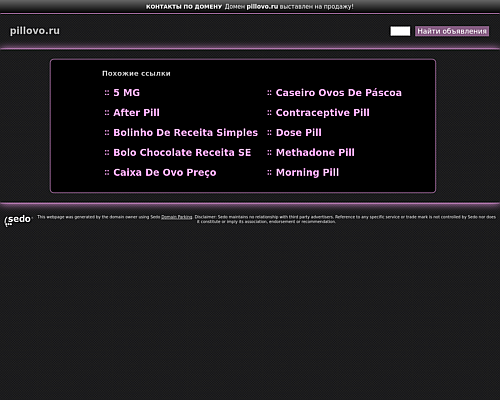 КОНТАКТЫ ПО ДОМЕНУ Домен pillovo.ru выставлен на продажу!
pillovo.ru
Найти объявления
Похожие ссылки
:: 5 MG
:: After Pill
:: Bolinho De Receita Simples
:: Bolo Chocolate Receita SE
:: Caixa De Ovo Preço
:: Caseiro Ovos De Páscoa
:: Contraceptive Pill
:: Dose Pill
:: Methadone Pill
:: Morning Pill
sedo
This webpage was generated by the domain owner using Sedo Domain Parking. Disclaimer: Sedo maintains no relationship with third party advertisers. Reference to any specific service or trade mark is not controlled by Sedo nor does
it constitute or imply its association, endorsement or recommendation.